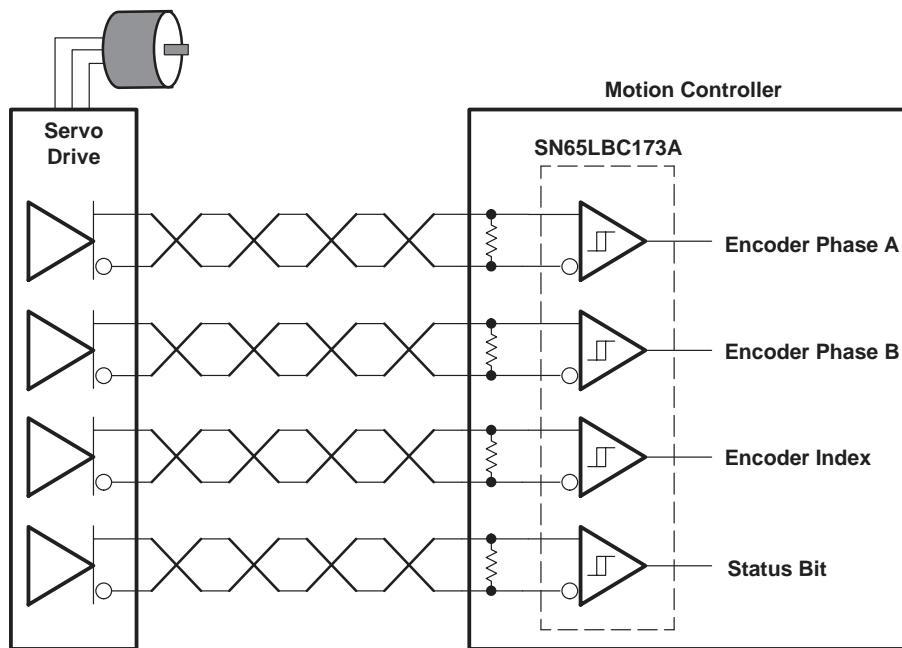 Motion Controller
Servo
Drive
SN65LBC173A
Encoder Phase A
Encoder Phase B
Encoder Index
Status Bit